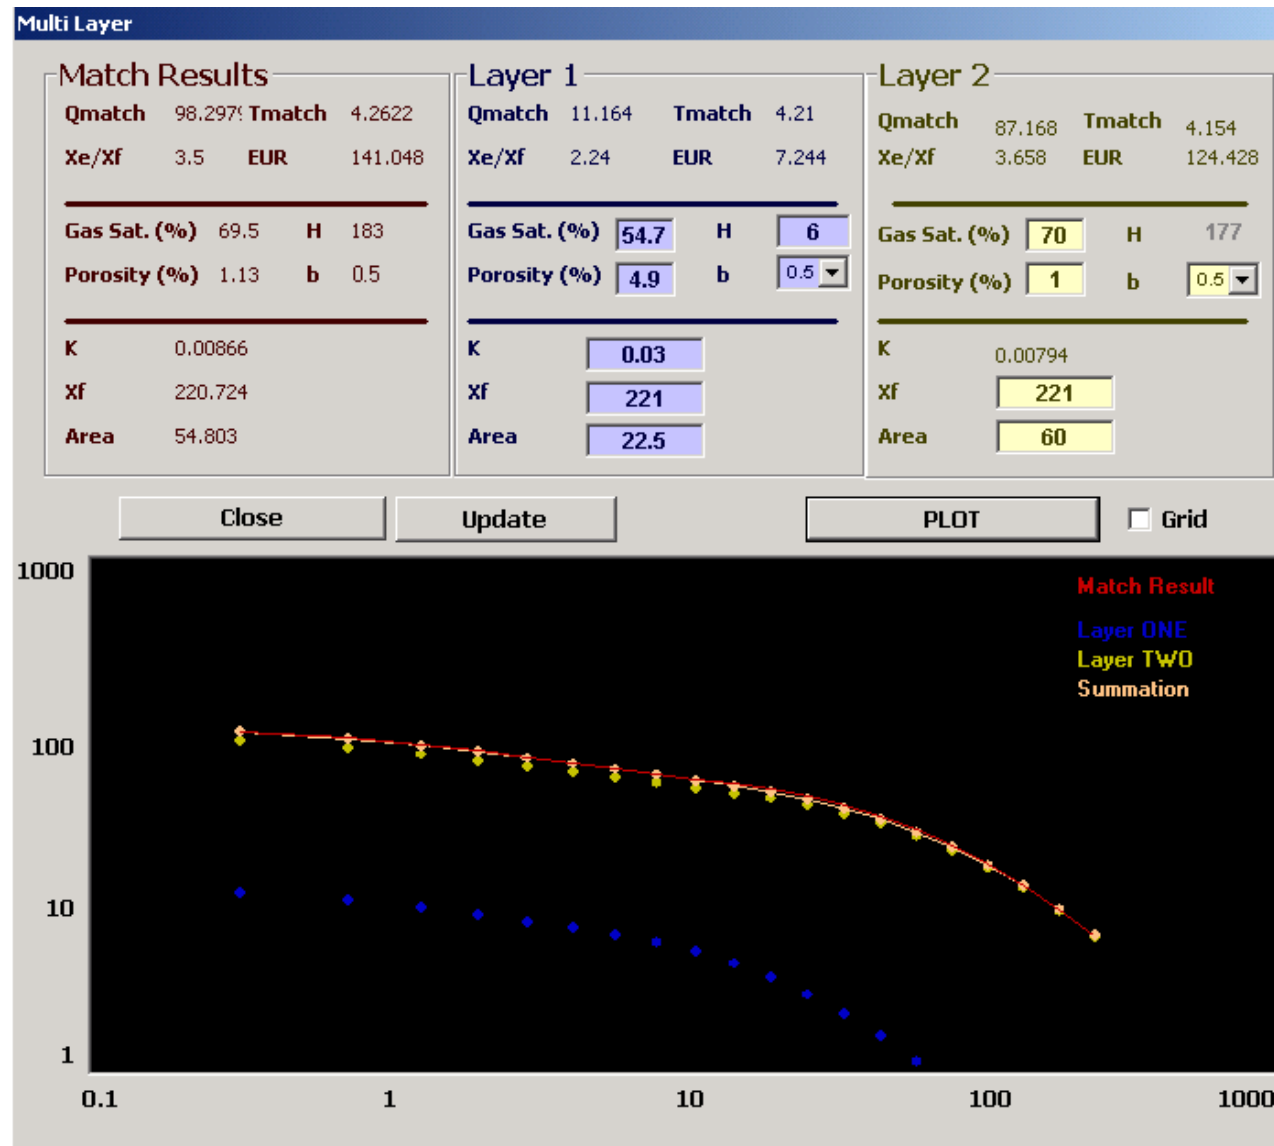 Multi Layer
Match Results
Qmatch 98.2979 Tmatch 4.2622
Xe/Xf 3.5 EUR 141.048
Gas Sat. (%) 69.5 H 183
Porosity (%) 1.13 b 0.5
K 0.00866
Xf 220.724
Area 54.803
Layer 1
Qmatch 11.164 Tmatch 4.21
Xe/Xf 2.24 EUR 7.244
Gas Sat. (%) 54.7 H 6
Porosity (%) 4.9 b 0.5
K 0.03
Xf 221
Area 22.5
Layer 2
Qmatch 87.168 Tmatch 4.154
Xe/Xf 3.658 EUR 124.428
Gas Sat. (%) 70 H 177
Porosity (%) 1 b 0.5
K 0.00794
Xf 221
Area 60
Close Update PLOT Grid
1000
100
10
1
Match Result
Layer ONE
Layer TWO
Summation
0.1 1 10 100 1000